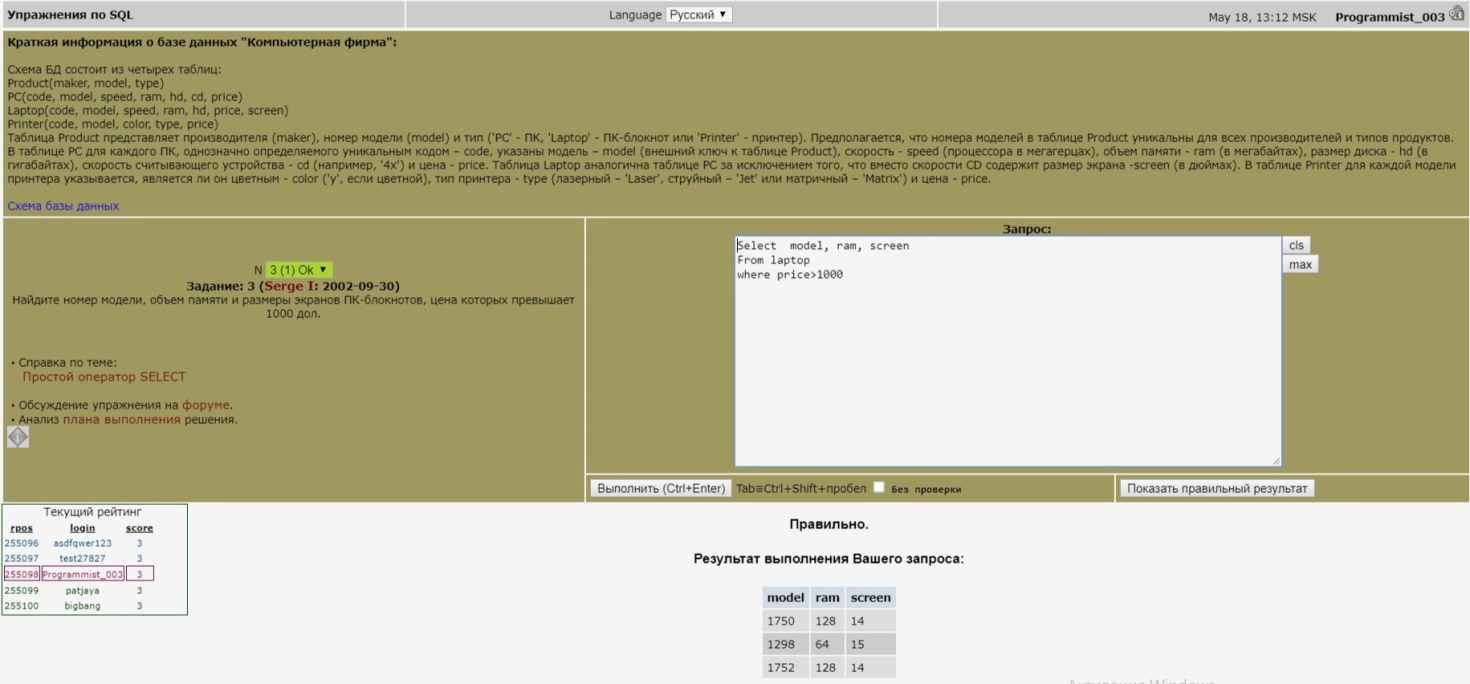 Упражнения по SQL
Language Русский ▼
May 18, 13:12 MSK Programmist_003
Краткая информация о базе данных "Компьютерная фирма":
Схема БД состоит из четырех таблиц:
Product(maker, model, type)
PC(code, model, speed, ram, hd, cd, price)
Laptop(code, model, speed, ram, hd, price, screen)
Printer(code, model, color, type, price)
Таблица Product представляет производителя (maker), номер модели (model) и тип ('PC' - ПК, 'Laptop' - ПК-блокнот или 'Printer' - принтер). Предполагается, что номера моделей в таблице Product уникальны для всех производителей и типов продуктов.
В таблице PC для каждого ПК, однозначно определяемого уникальным кодом – code, указаны модель – model (внешний ключ к таблице Product), скорость - speed (процессора в мегагерцах), объем памяти - ram (в мегабайтах), размер диска - hd (в
гигабайтах), скорость считывающего устройства - cd (например, '4x') и цена - price. Таблица Laptop аналогична таблице РС за исключением того, что вместо скорости CD содержит размер экрана -screen (в дюймах). В таблице Printer для каждой модели
принтера указывается, является ли он цветным - color ('y', если цветной), тип принтера - type (лазерный – 'Laser', струйный – 'Jet' или матричный – 'Matrix') и цена - price.
Схема базы данных
N 3 (1) Ok ▼
Задание: 3 (Serge I: 2002-09-30)
Найдите номер модели, объем памяти и размеры экранов ПК-блокнотов, цена которых превышает
1000 дол.
• Справка по теме:
Простой оператор SELECT
• Обсуждение упражнения на форуме.
• Анализ плана выполнения решения.
Запрос:
Select  model, ram, screen
From laptop
where price>1000
cls
max
Выполнить (Ctrl+Enter) Tab≡Ctrl+Shift+пробел Без проверки
Показать правильный результат
Текущий рейтинг
rpos login score
255096 asdfqwer123 3
255097 test27827 3
255098 Programmist_003 3
255099 patjaya 3
255100 bigbang 3
Правильно.
Результат выполнения Вашего запроса:
model ram screen
1750 128 14
1298 64 15
1752 128 14